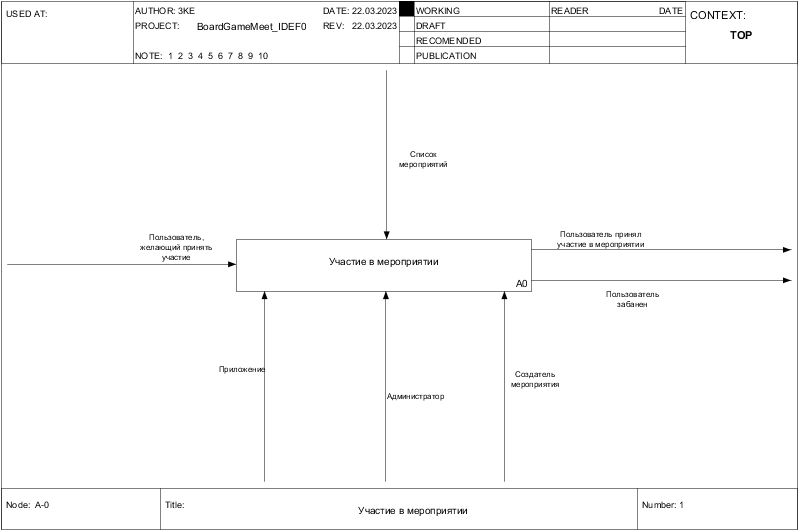 USED AT:
AUTHOR: 3KE
DATE: 22.03.2023
PROJECT: BoardGameMeet_IDEF0
REV: 22.03.2023
NOTE: 1 2 3 4 5 6 7 8 9 10
WORKING
DRAFT
RECOMENDED
PUBLICATION
READER
DATE
CONTEXT:
TOP
Список
мероприятий
Пользователь,
желающий принять
участие
Участие в мероприятии
A0
Пользователь принял
участие в мероприятии
Пользователь
забанен
Приложение
Администратор
Создатель
мероприятия
Node: A-0
Title:
Участие в мероприятии
Number: 1